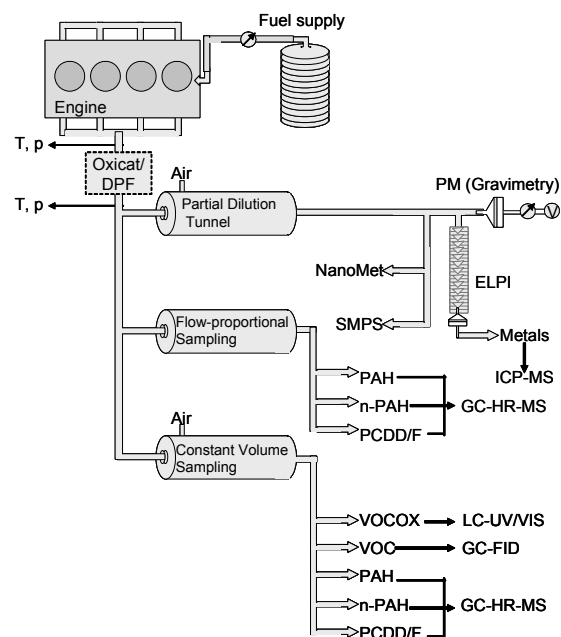 Fuel supply
Engine
T, p
Oxicat/
DPF
T, p
Air
Partial Dilution
Tunnel
PM (Gravimetry)
V
NanoMet
ELPI
SMPS
Metals
ICP-MS
Flow-proportional
Sampling
PAH
n-PAH
GC-HR-MS
PCDD/F
Air
Constant Volume
Sampling
VOCOX
LC-UV/VIS
VOC
GC-FID
PAH
n-PAH
GC-HR-MS
PCDD/F